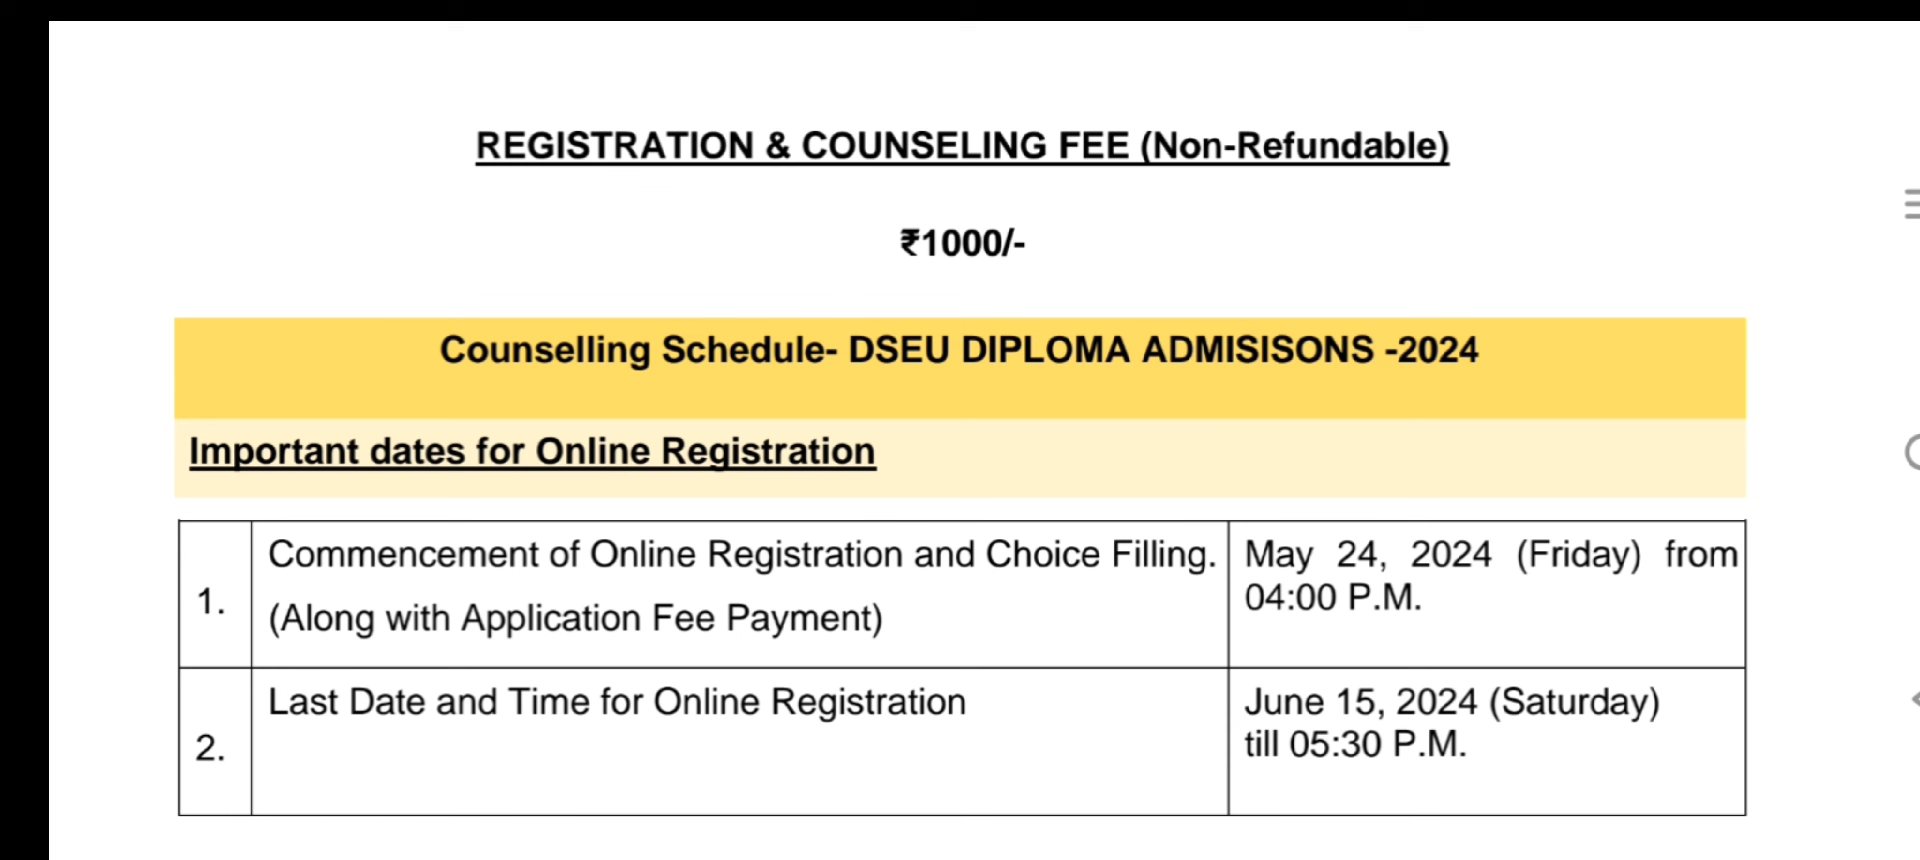 REGISTRATION & COUNSELING FEE (Non-Refundable)
₹1000/-
Counselling Schedule- DSEU DIPLOMA ADMISISONS -2024
Important dates for Online Registration
1.
Commencement of Online Registration and Choice Filling.
(Along with Application Fee Payment)
May 24, 2024 (Friday) from
04:00 P.M.
2.
Last Date and Time for Online Registration
June 15, 2024 (Saturday)
till 05:30 P.M.